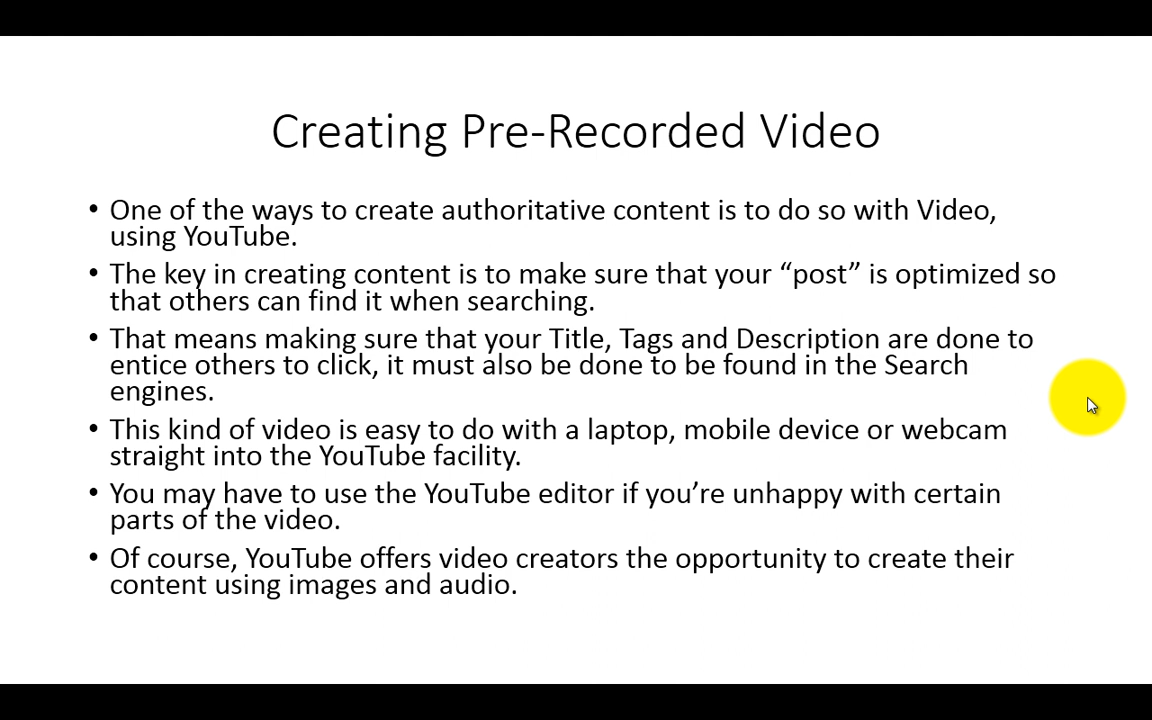 Creating Pre-Recorded Video
• One of the ways to create authoritative content is to do so with Video,
using YouTube.
• The key in creating content is to make sure that your “post” is optimized so
that others can find it when searching.
• That means making sure that your Title, Tags and Description are done to
entice others to click, it must also be done to be found in the Search
engines.
• This kind of video is easy to do with a laptop, mobile device or webcam
straight into the YouTube facility.
• You may have to use the YouTube editor if you’re unhappy with certain
parts of the video.
• Of course, YouTube offers video creators the opportunity to create their
content using images and audio.